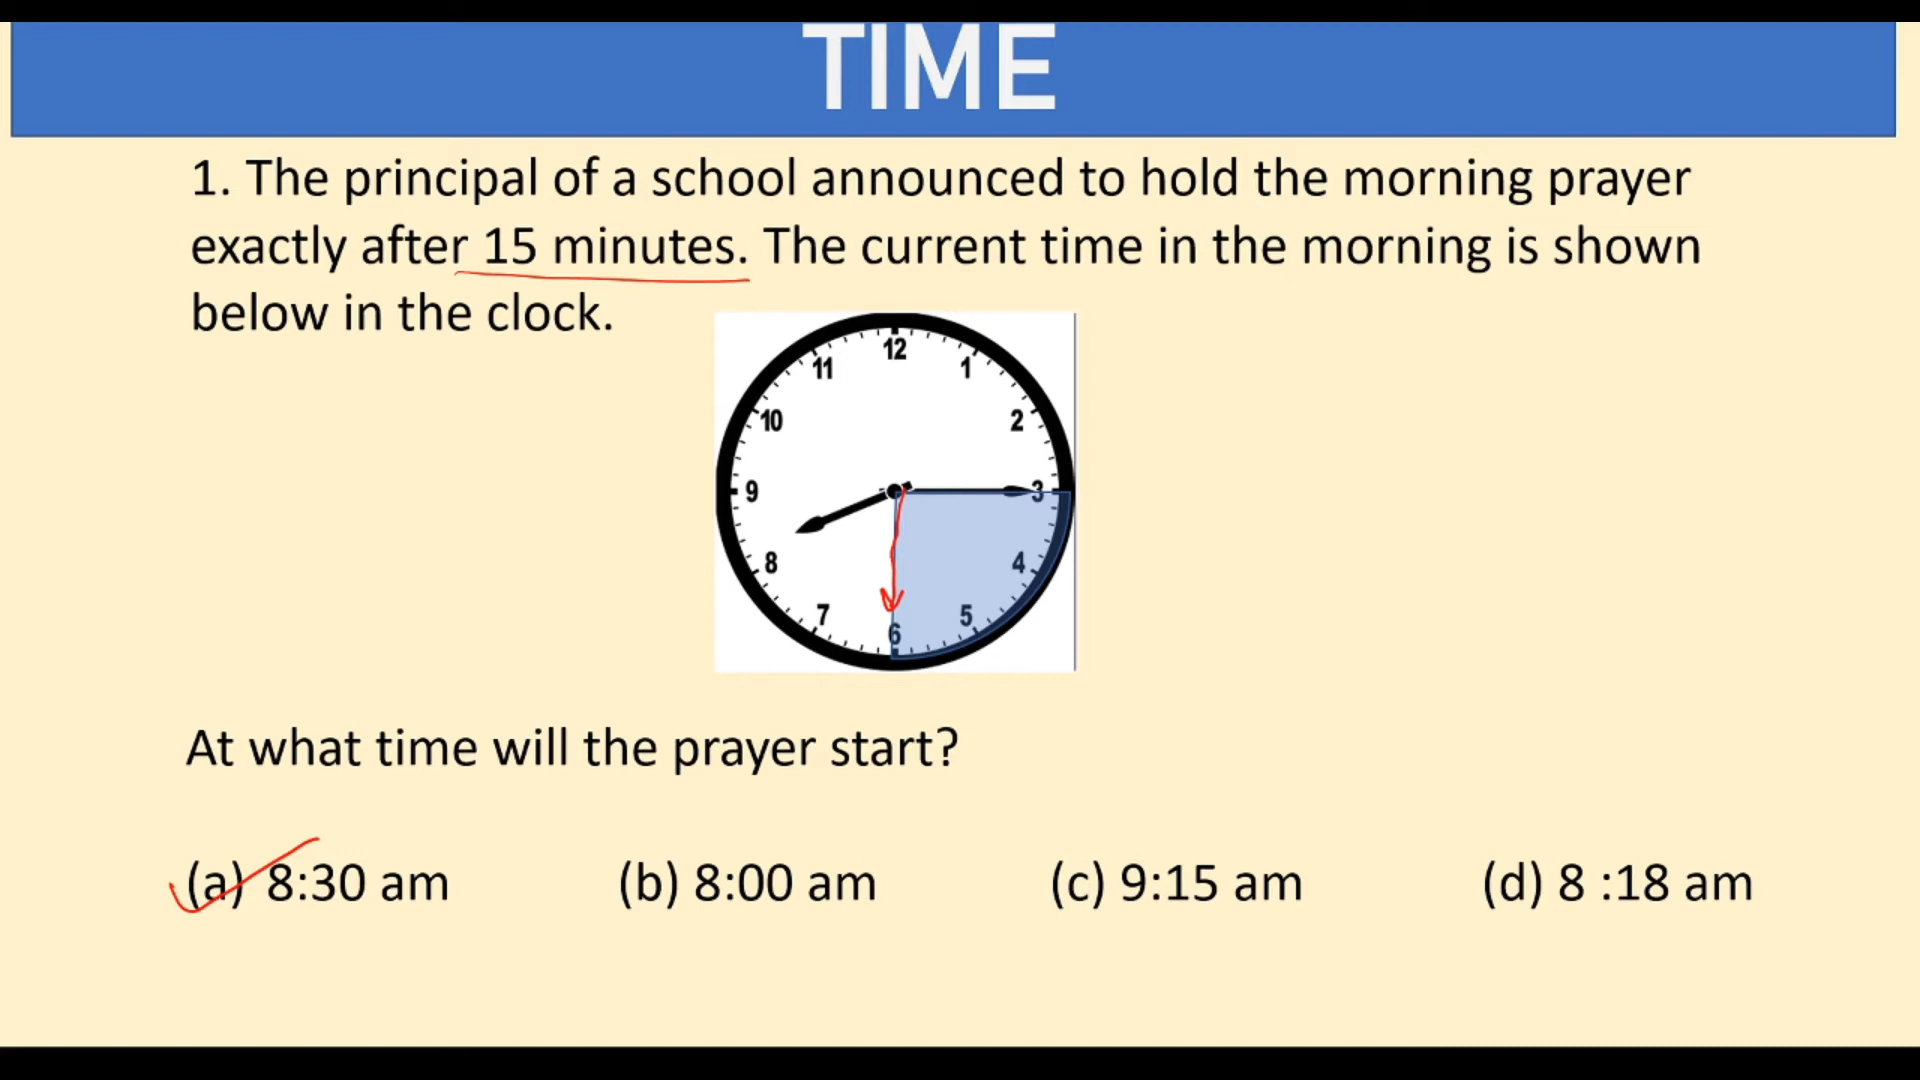 TIME
1. The principal of a school announced to hold the morning prayer
exactly after 15 minutes. The current time in the morning is shown
below in the clock.
12
11 1
10 2
9 3
8 4
7 5
6
At what time will the prayer start?
(a) 8:30 am (b) 8:00 am (c) 9:15 am (d) 8 :18 am